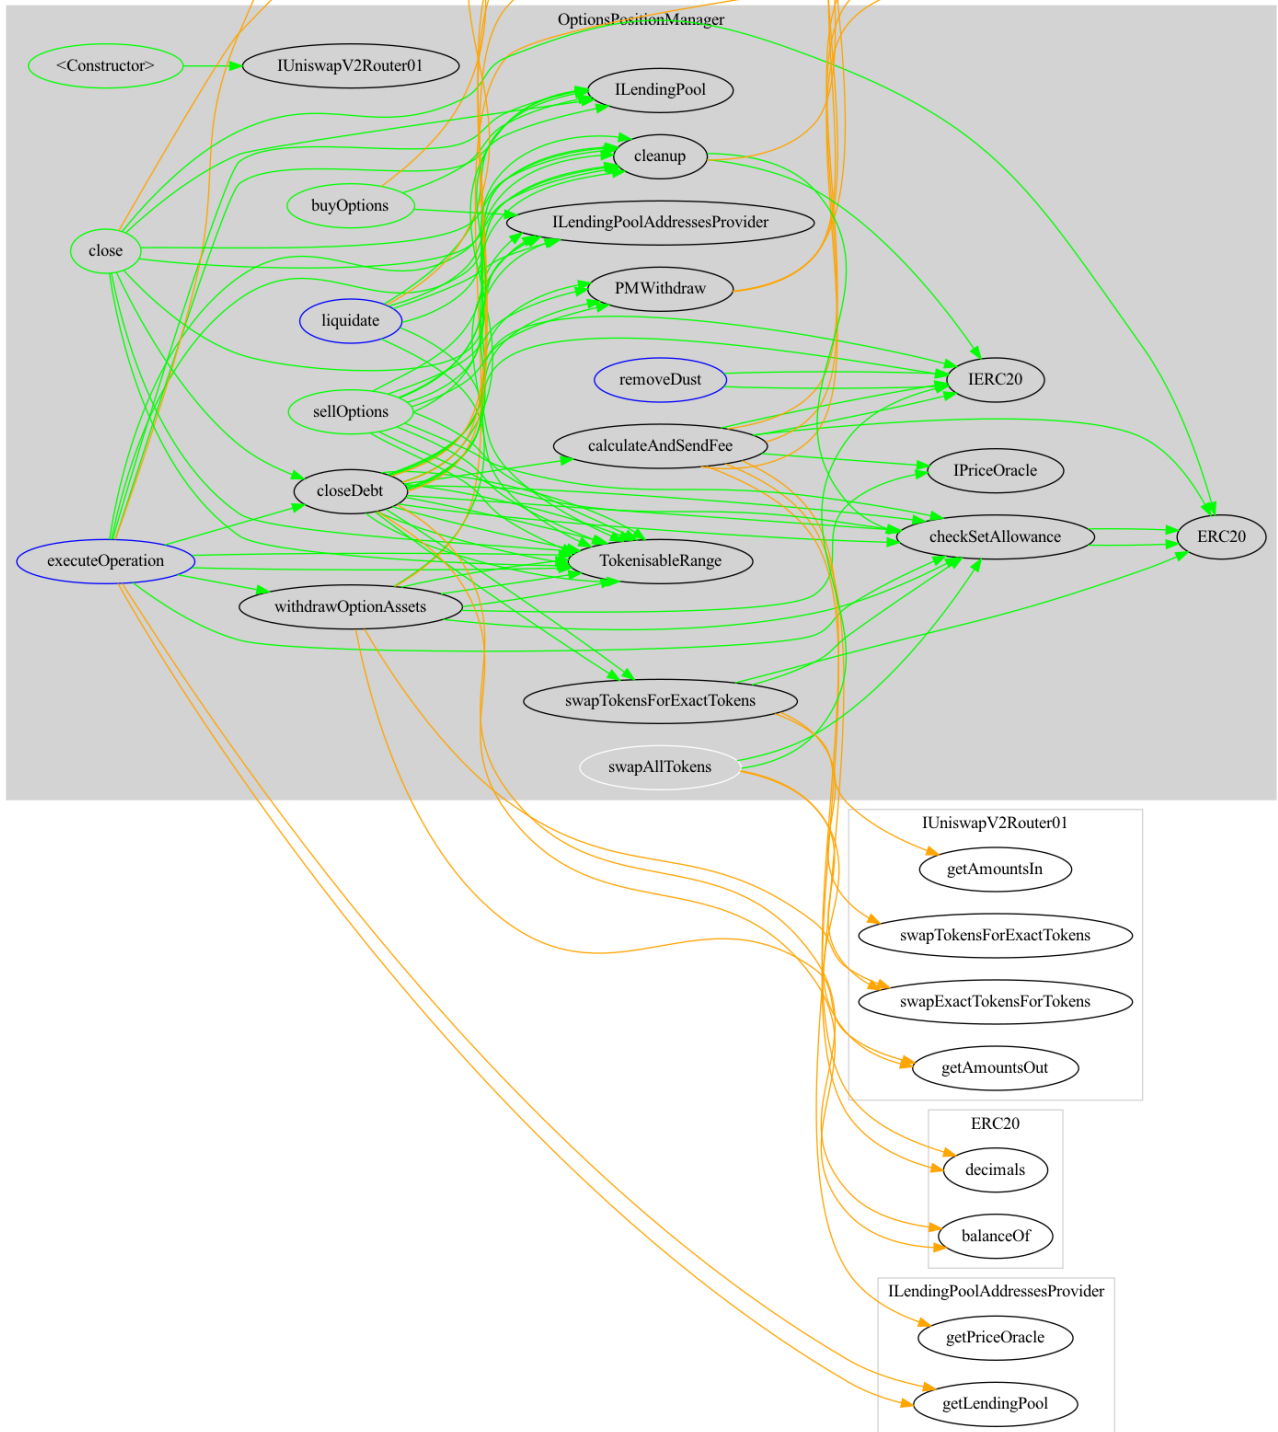 OptionsPositionManager
<Constructor>
IUniswapV2Router01
ILendingPool
cleanup
buyOptions
ILendingPoolAddressesProvider
close
PMWithdraw
liquidate
removeDust
IERC20
sellOptions
calculateAndSendFee
IPriceOracle
closeDebt
checkSetAllowance
ERC20
executeOperation
TokenisableRange
withdrawOptionAssets
swapTokensForExactTokens
swapAllTokens
IUniswapV2Router01
getAmountsIn
swapTokensForExactTokens
swapExactTokensForTokens
getAmountsOut
ERC20
decimals
balanceOf
ILendingPoolAddressesProvider
getPriceOracle
getLendingPool